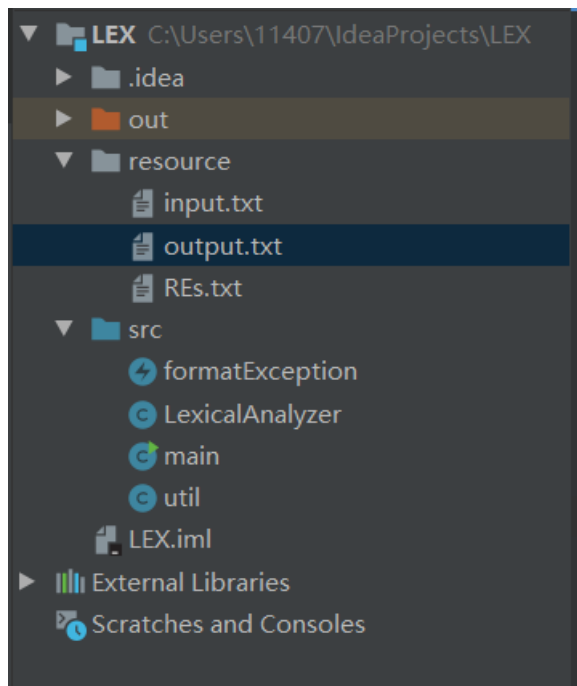 LEX C:\Users\11407\IdeaProjects\LEX
.idea
out
resource
input.txt
output.txt
REs.txt
src
formatException
LexicalAnalyzer
main
util
LEX.iml
External Libraries
Scratches and Consoles